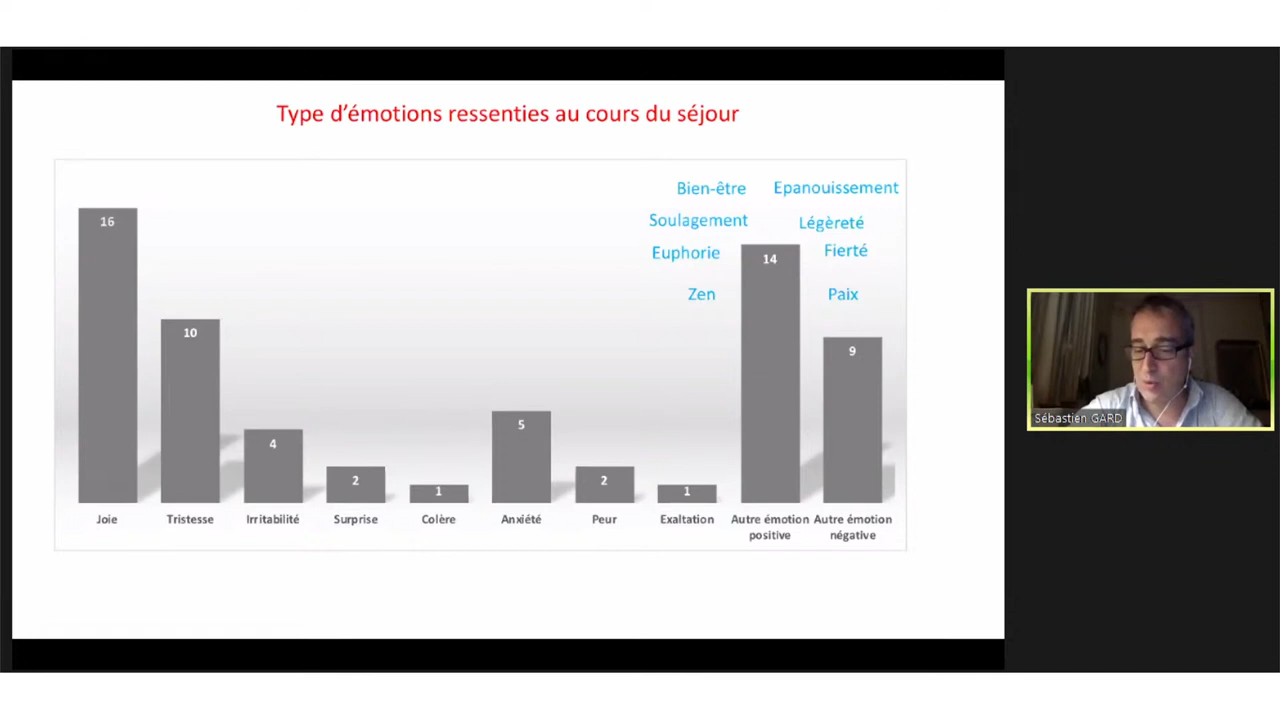 Type d'émotions ressenties au cours du séjour
Bien-être Epanouissement
Soulagement Légèreté
Euphorie Fierté
Zen Paix
16
10
4
2
1
5
2
1
14
9
Joie Tristesse Irritabilité Surprise Colère Anxiété Peur Exaltation Autre émotion Autre émotion
positive négative
Sébastien GARD